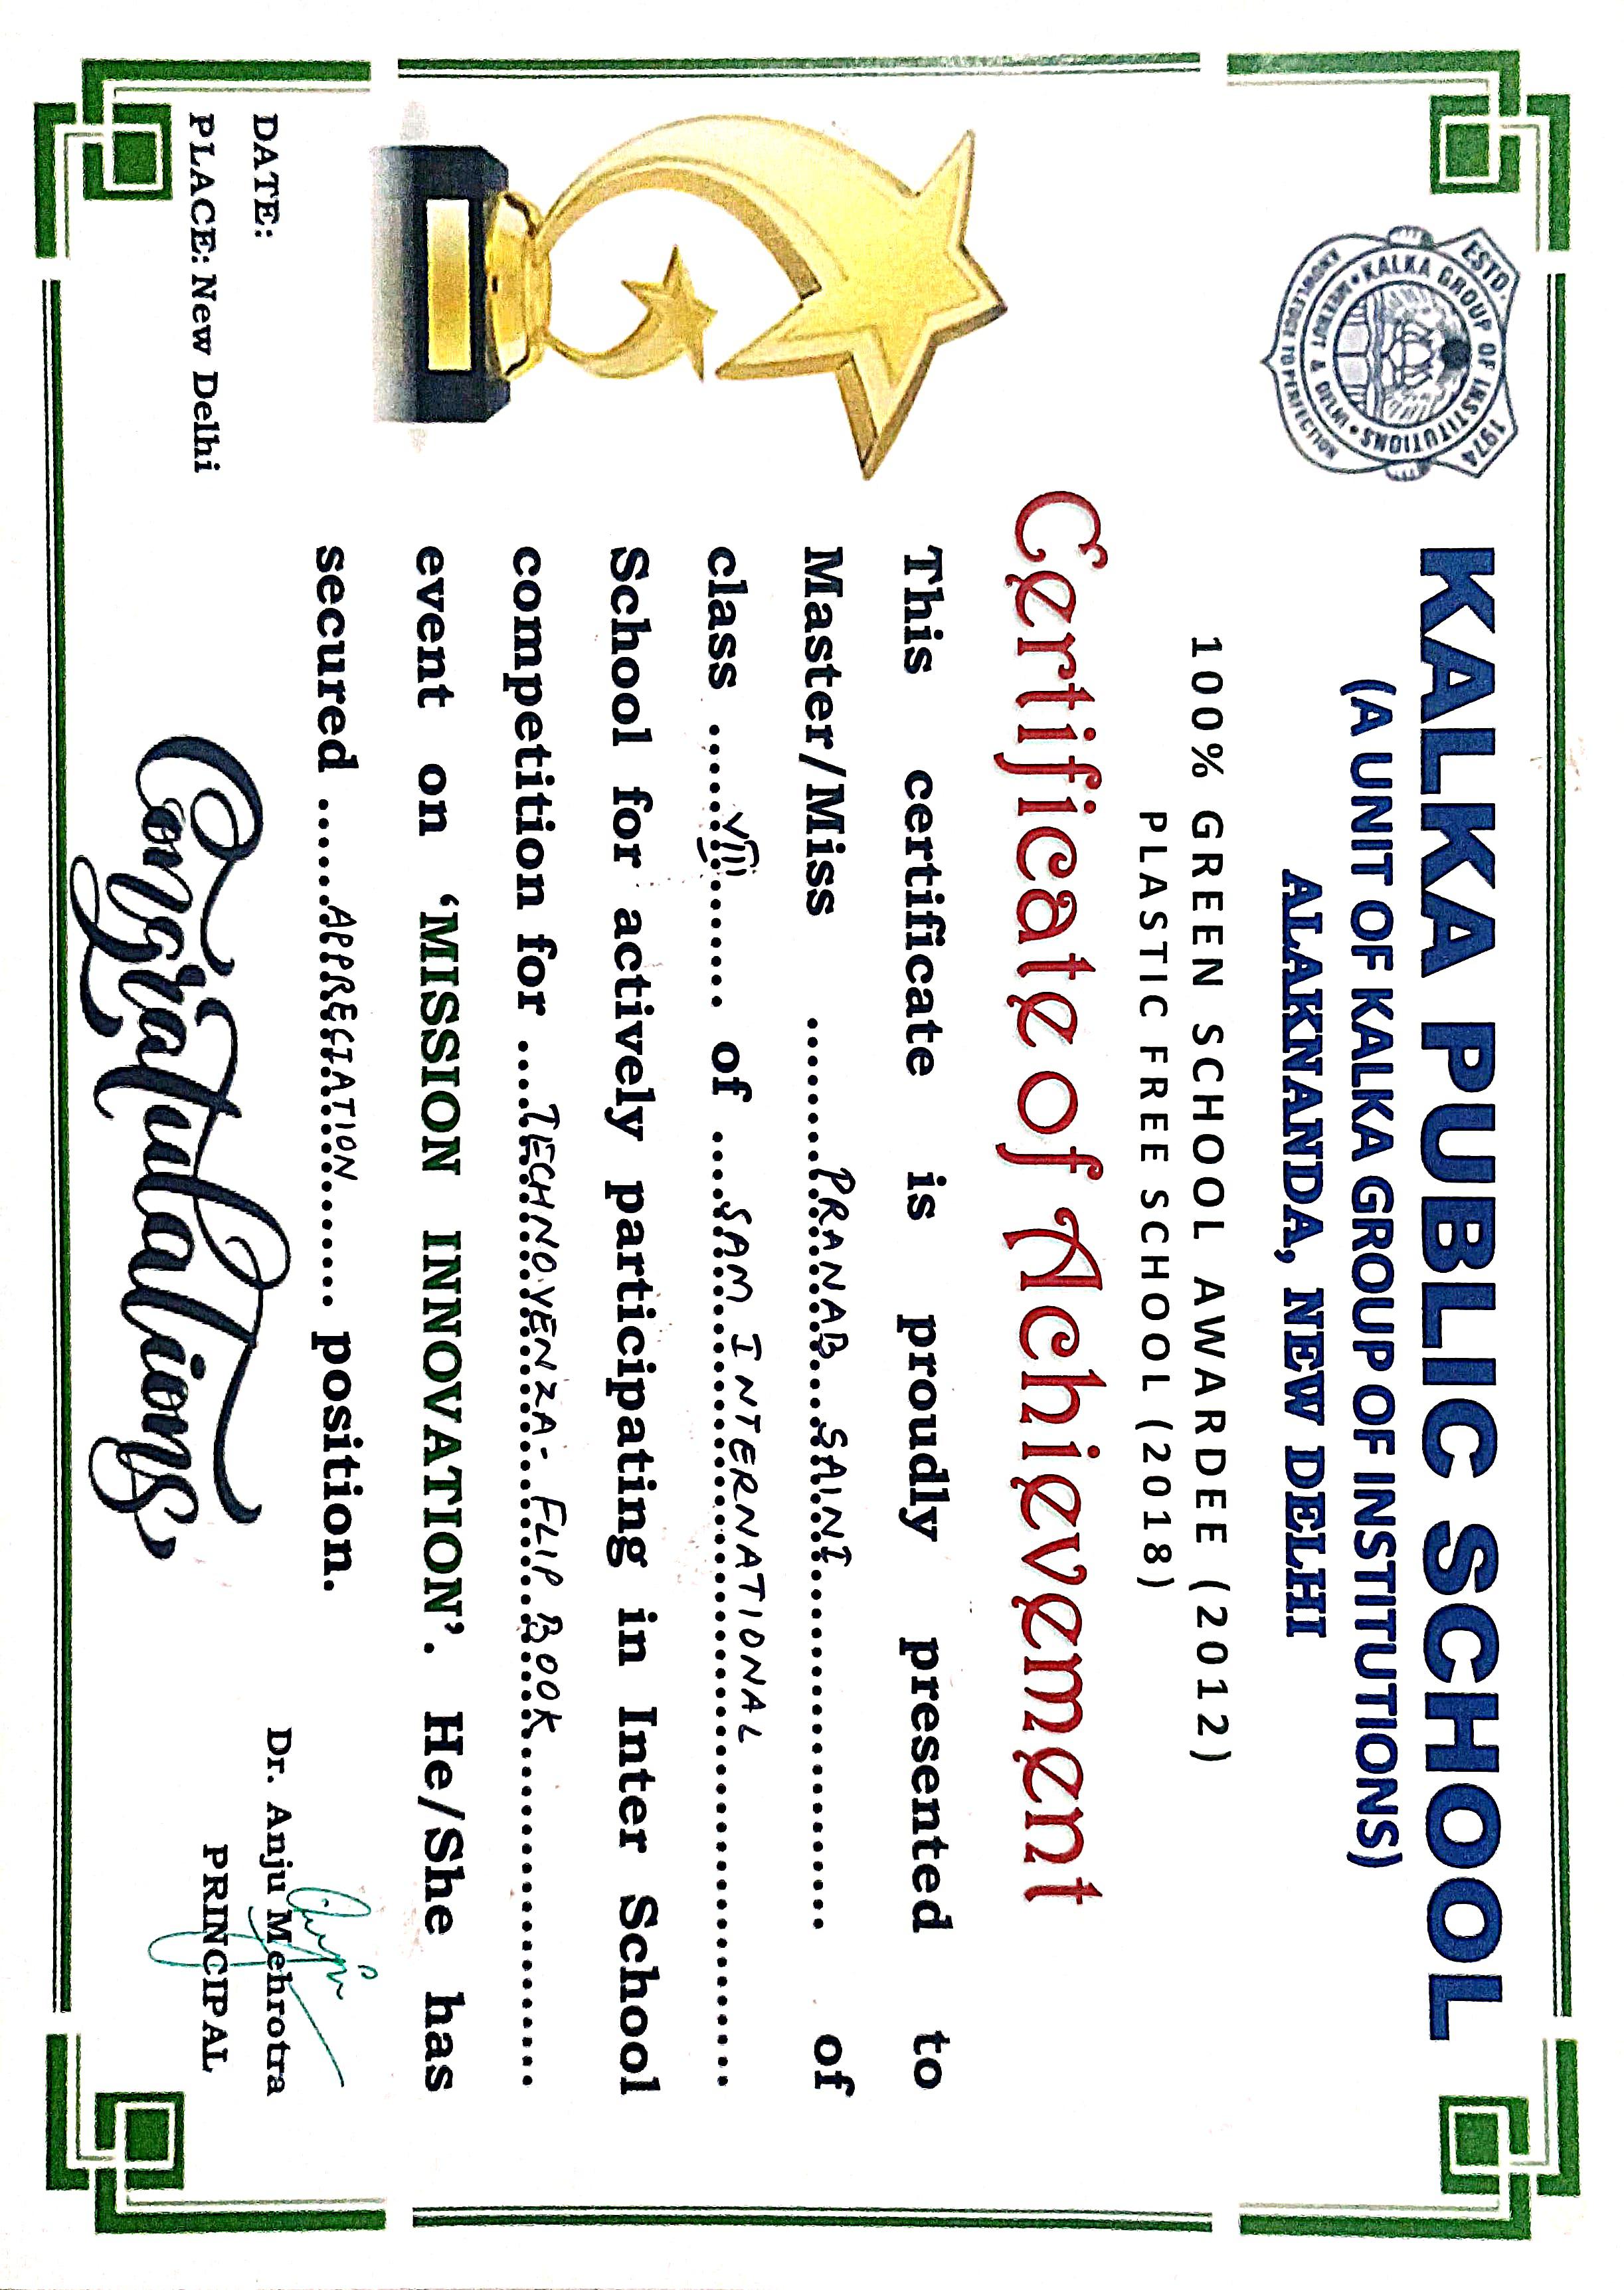 ESTD. 1974
KALKA GROUP OF INSTITUTIONS
MEERUT & DELHI
KNOWLEDGE TO PERFECTION
KALKA PUBLIC SCHOOL
(A UNIT OF KALKA GROUP OF INSTITUTIONS)
ALAKNANDA, NEW DELHI
100% GREEN SCHOOL AWARDEE (2012)
PLASTIC FREE SCHOOL (2018)
Certificate of Achievement
This certificate is proudly presented to
Master/Miss ........PRANAB....SAINI.................... of
class .....VIII....... of ....SAM INTERNATIONAL....................
School for actively participating in Inter School
competition for ....TECHNOVENZA- FLIP BOOK....................
event on ‘MISSION INNOVATION’. He/She has
secured ......APPRECIATION....... position.
Dr. Anju Mehrotra
PRINCIPAL
DATE:
PLACE: New Delhi
Congratulations